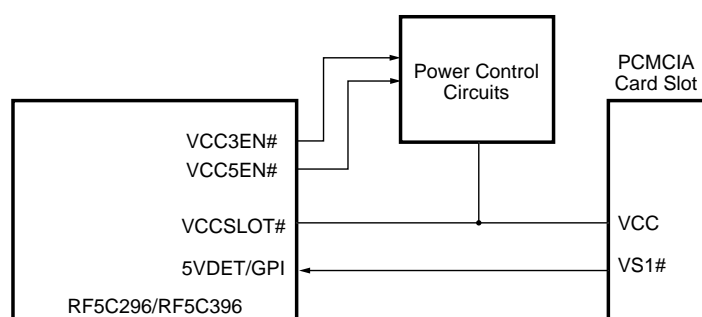 Power Control
Circuits
PCMCIA
Card Slot
VCC3EN#
VCC5EN#
VCCSLOT#
VCC
5VDET/GPI
VS1#
RF5C296/RF5C396